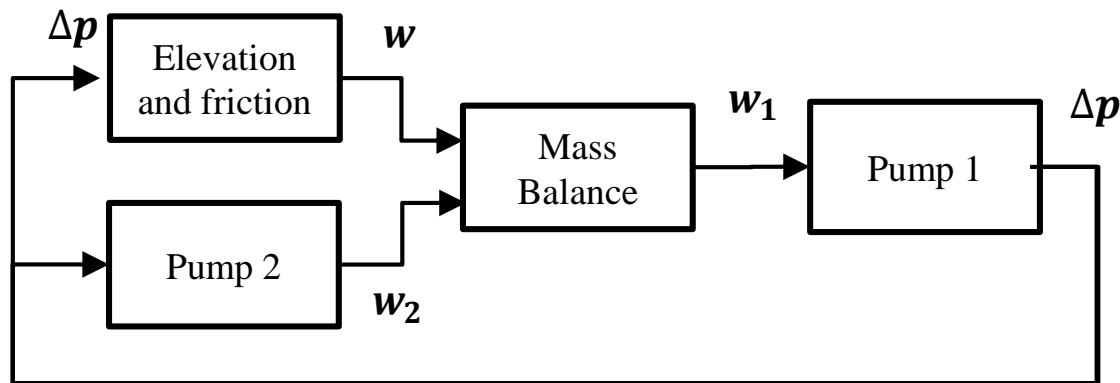 Δp
w
Elevation
and friction
Mass
Balance
w₁
Pump 1
Δp
Pump 2
w₂